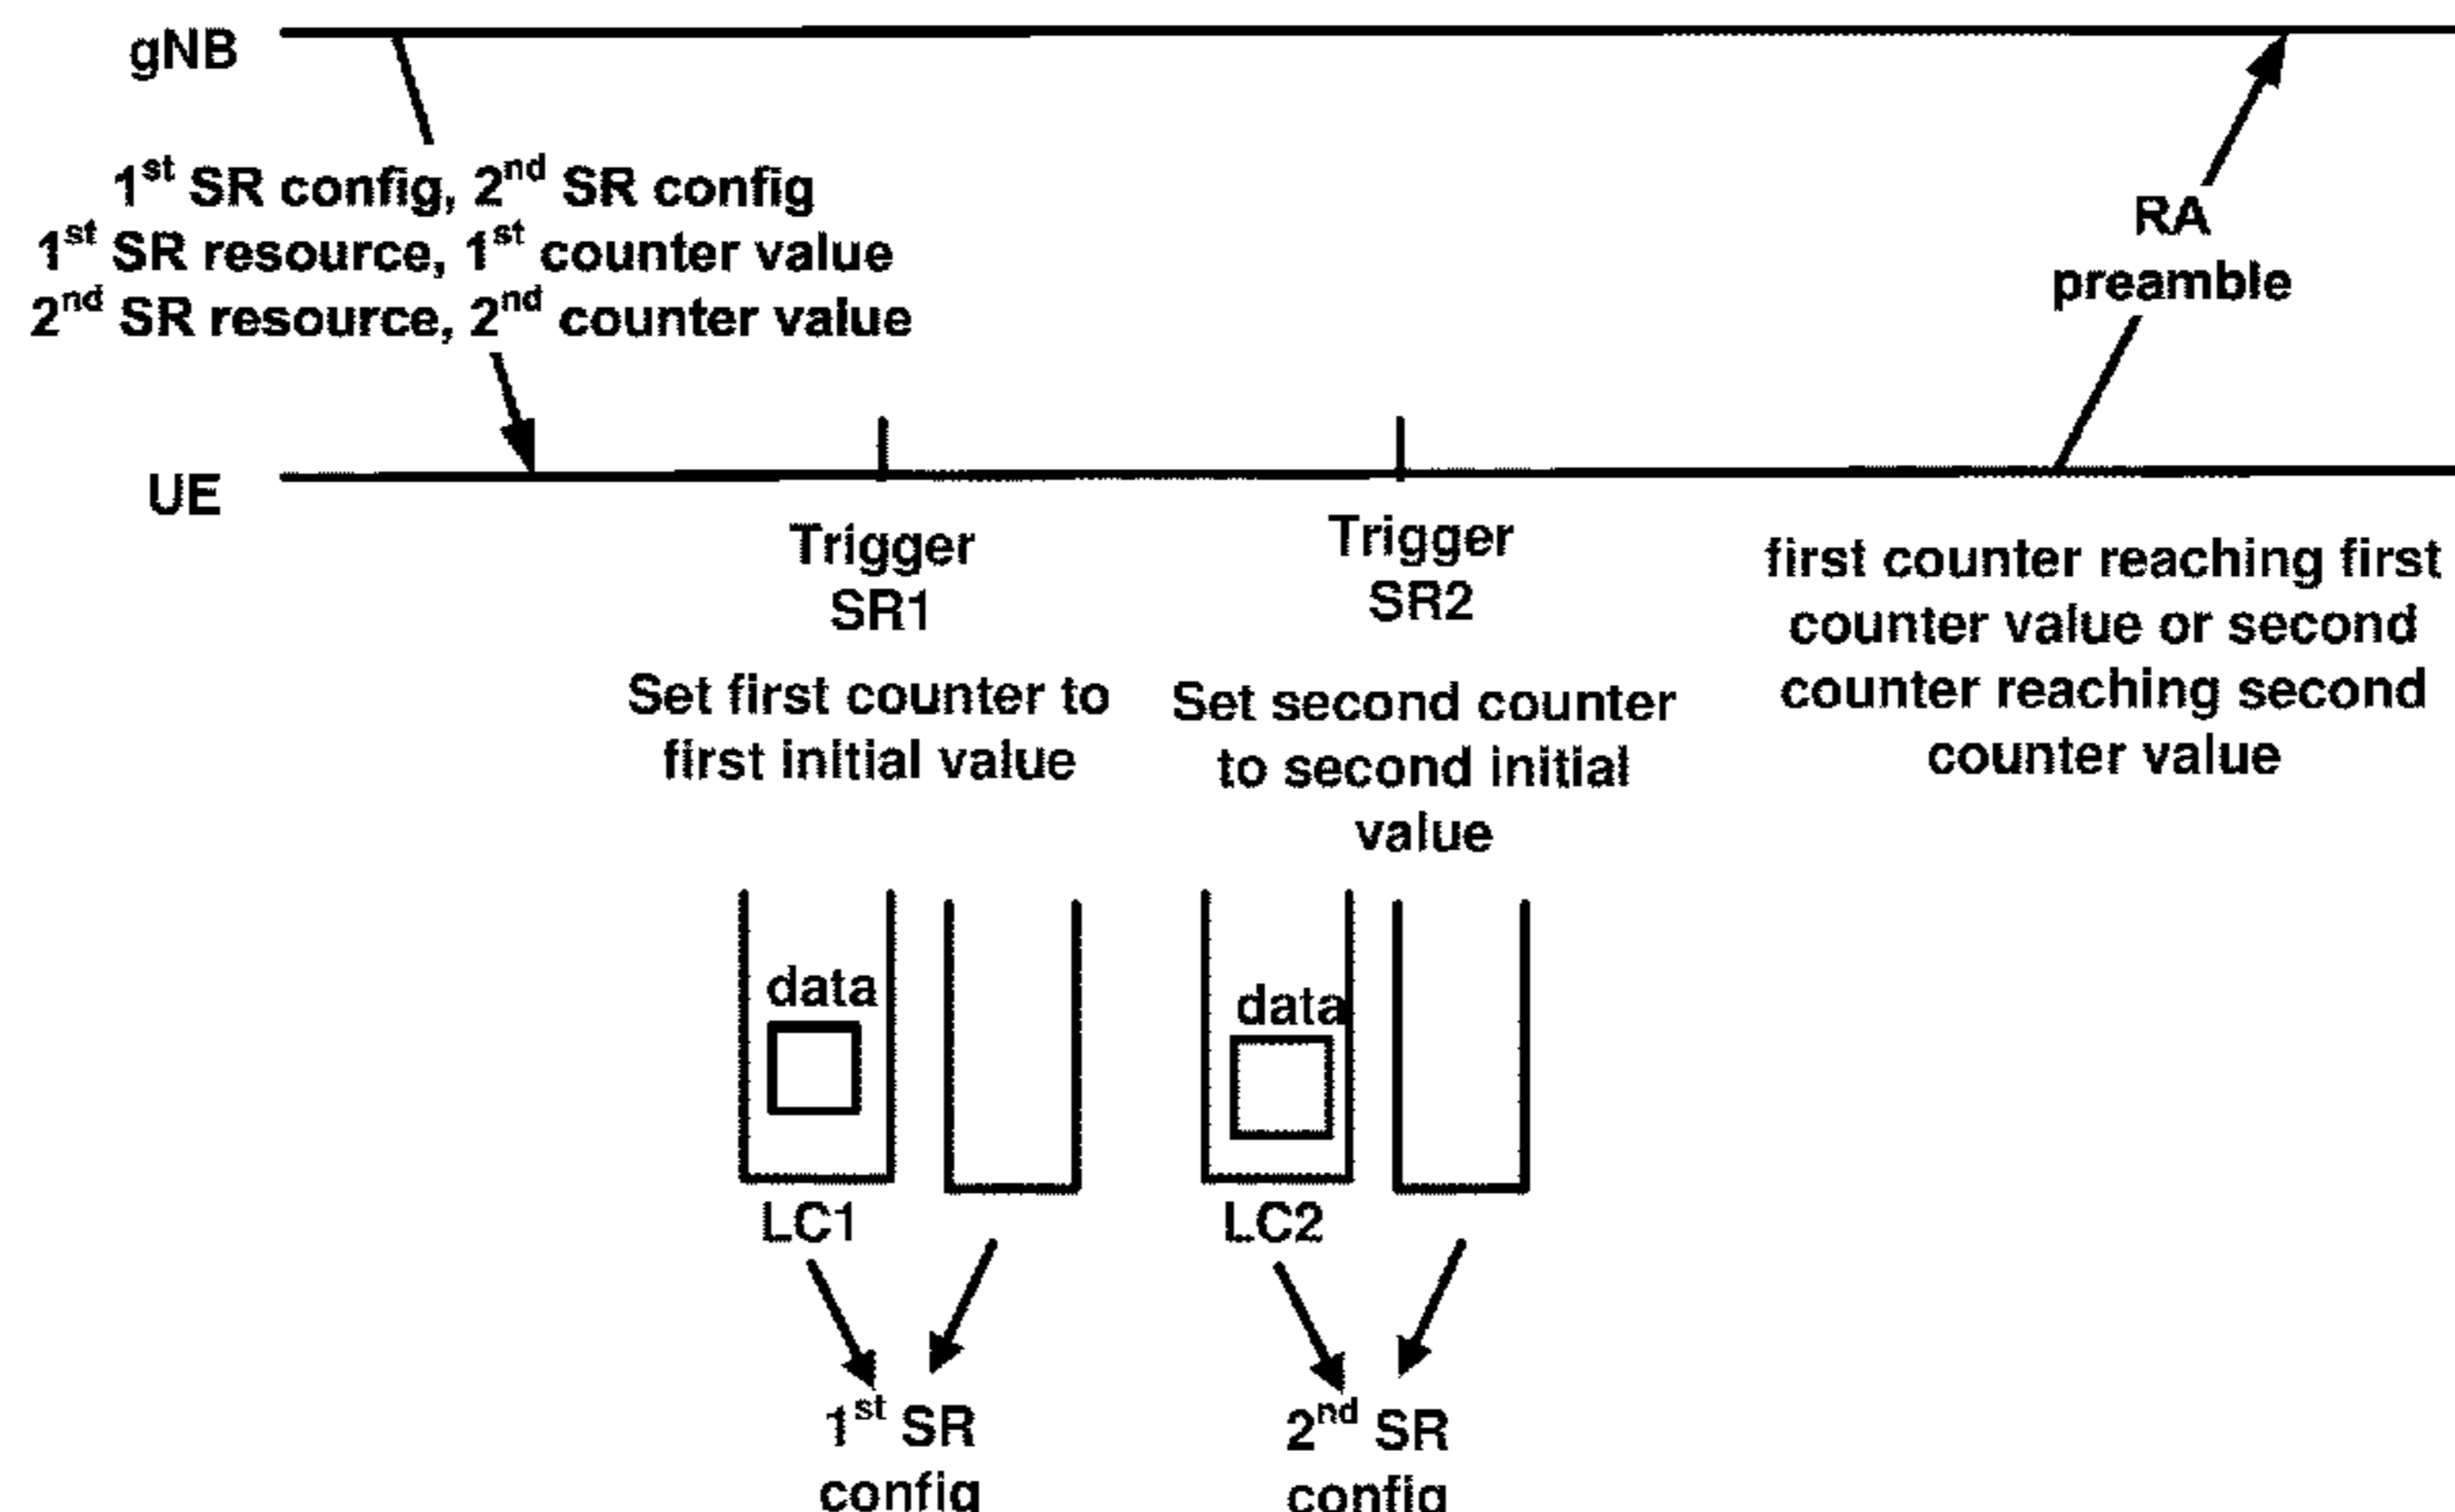 gNB
1st SR config, 2nd SR config
1st SR resource, 1st counter value
2nd SR resource, 2nd counter value
RA
preamble
UE
Trigger
SR1
Set first counter to
first initial value
Trigger
SR2
Set second counter
to second initial
value
first counter reaching first
counter value or second
counter reaching second
counter value
data
data
LC1
LC2
1st SR
config
2nd SR
config